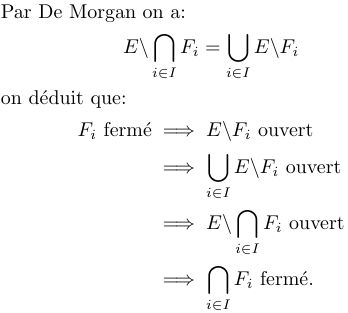 Par De Morgan on a:
E\⋂_{i∈I} F_i = ⋃_{i∈I} E\F_i
on déduit que:
F_i fermé ⟹ E\F_i ouvert
⟹ ⋃_{i∈I} E\F_i ouvert
⟹ E\⋂_{i∈I} F_i ouvert
⟹ ⋂_{i∈I} F_i fermé.